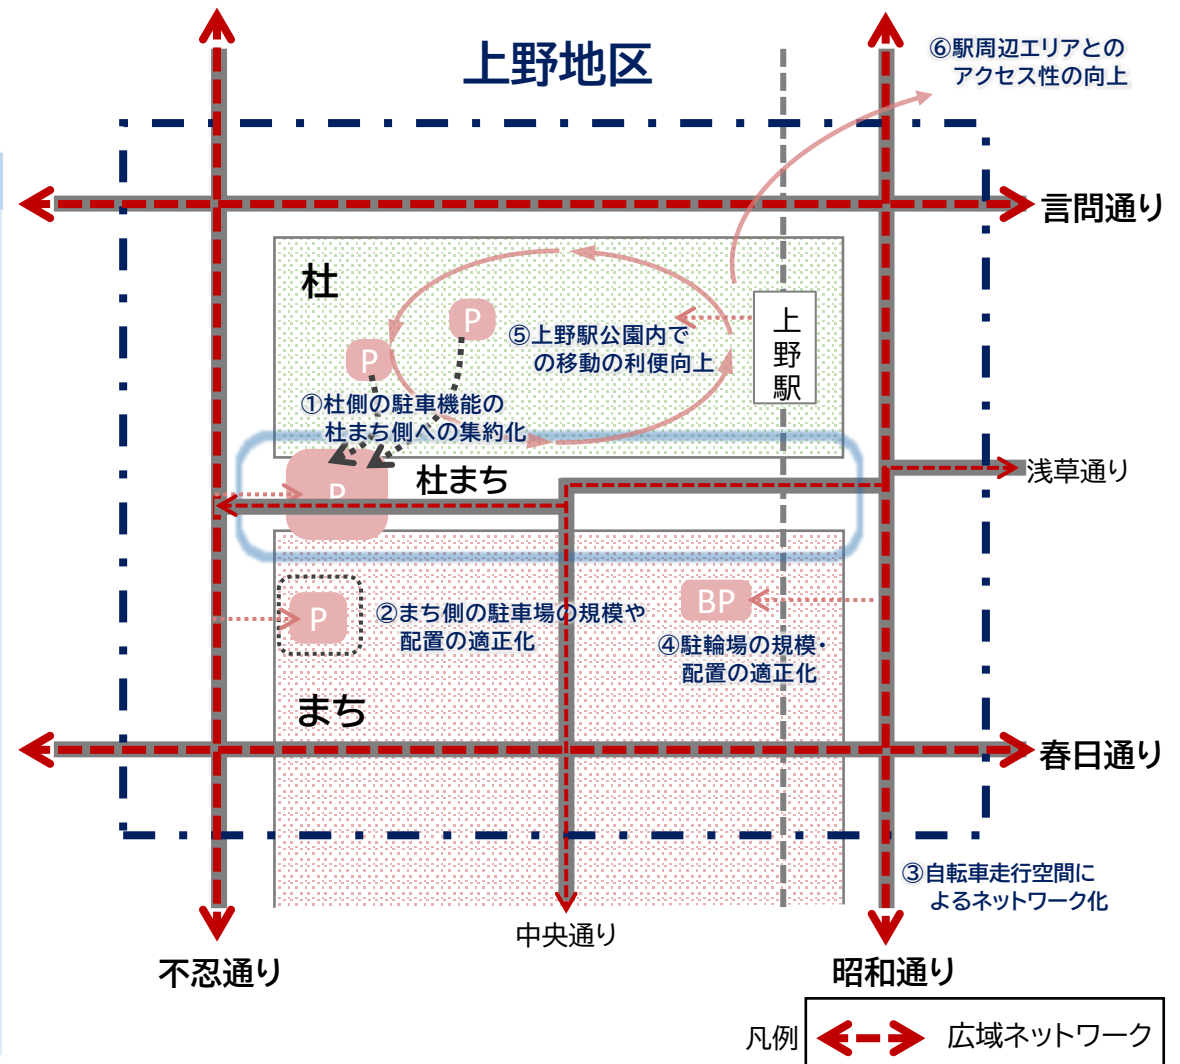 上野地区
⑥駅周辺エリアとの
アクセス性の向上
言問通り
杜
上野駅
P
P
⑤上野駅公園内で
の移動の利便向上
①杜側の駐車機能の
杜まち側への集約化
P
杜まち
浅草通り
P
②まち側の駐車場の規模や
配置の適正化
BP
④駐輪場の規模・
配置の適正化
まち
春日通り
③自転車走行空間に
よるネットワーク化
中央通り
不忍通り
昭和通り
凡例
広域ネットワーク